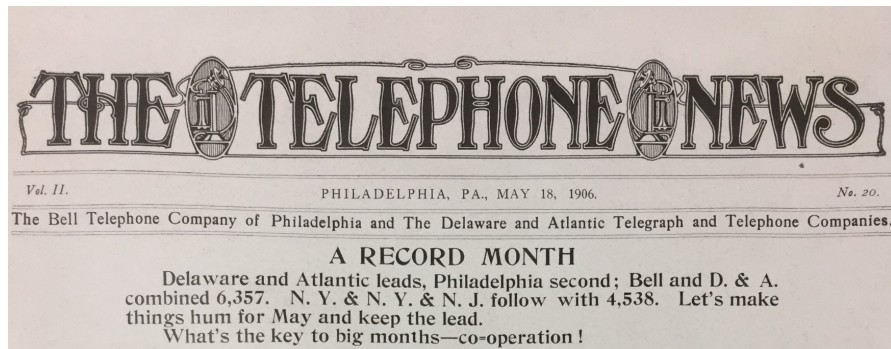 THE TELEPHONE NEWS
Vol. II. PHILADELPHIA, PA., MAY 18, 1906. No. 20.
The Bell Telephone Company of Philadelphia and The Delaware and Atlantic Telegraph and Telephone Companies.
A RECORD MONTH
Delaware and Atlantic leads, Philadelphia second; Bell and D. & A.
combined 6,357. N. Y. & N. Y. & N. J. follow with 4,538. Let's make
things hum for May and keep the lead.
What's the key to big months—co=operation!